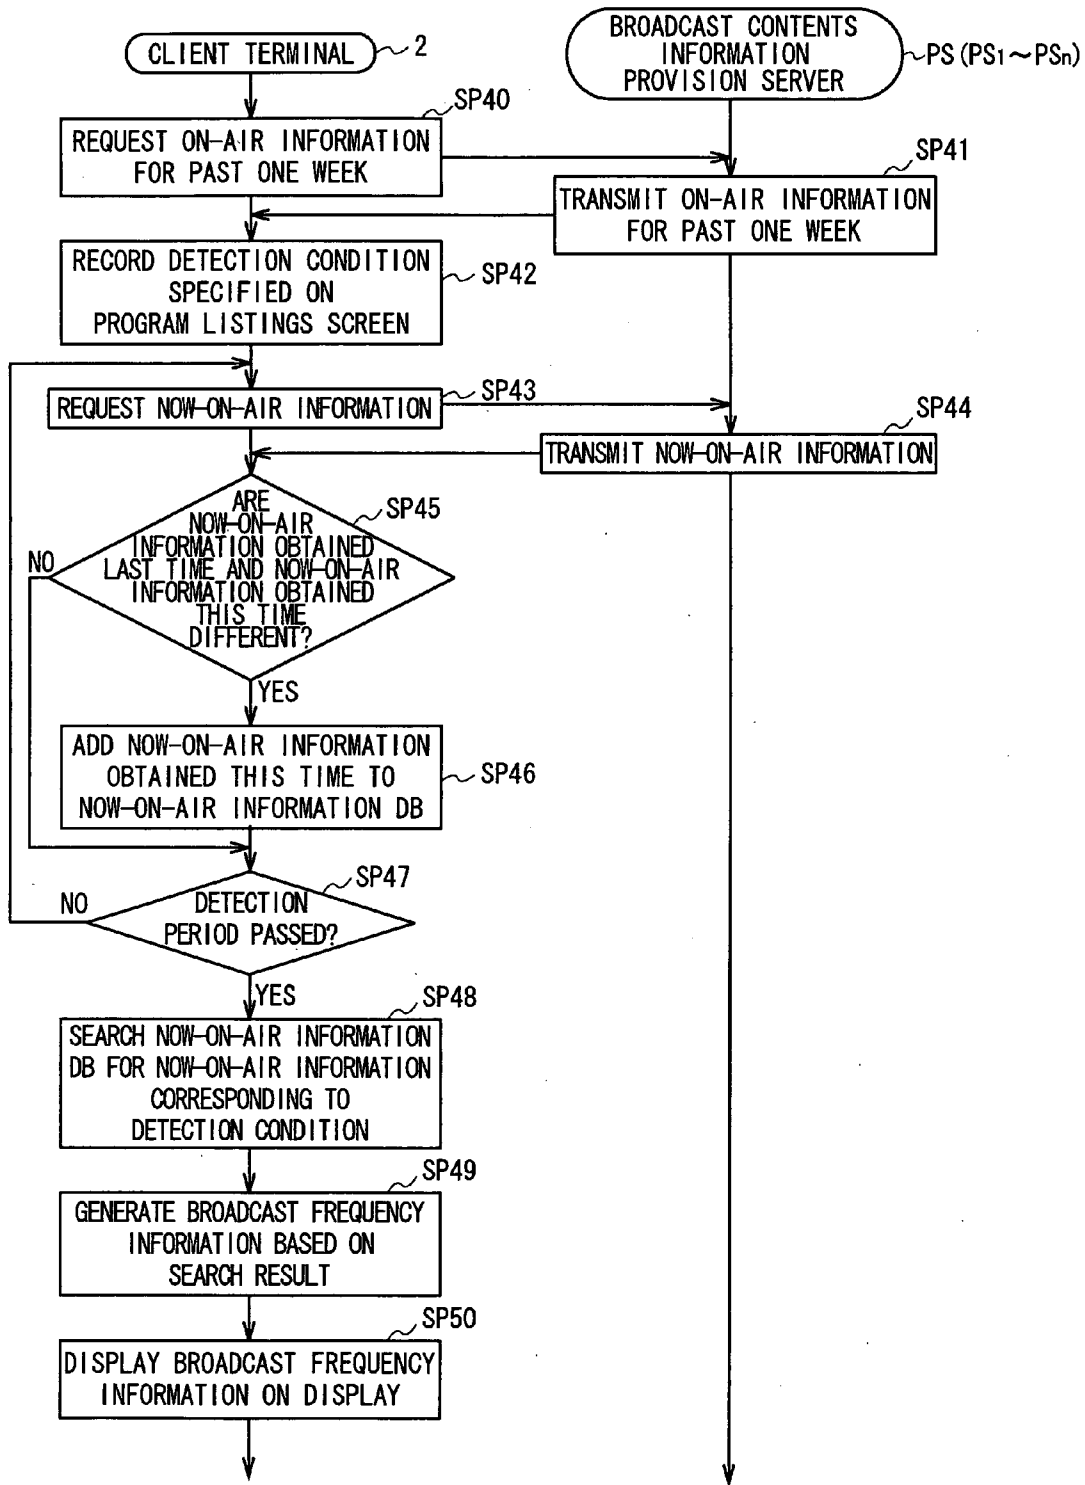 CLIENT TERMINAL
2
BROADCAST CONTENTS
INFORMATION
PROVISION SERVER
PS (PS1~PSn)
SP40
REQUEST ON-AIR INFORMATION
FOR PAST ONE WEEK
SP41
TRANSMIT ON-AIR INFORMATION
FOR PAST ONE WEEK
RECORD DETECTION CONDITION
SPECIFIED ON
PROGRAM LISTINGS SCREEN
SP42
SP43
REQUEST NOW-ON-AIR INFORMATION
SP44
TRANSMIT NOW-ON-AIR INFORMATION
SP45
ARE
NOW-ON-AIR
INFORMATION OBTAINED
LAST TIME AND NOW-ON-AIR
INFORMATION OBTAINED
THIS TIME
DIFFERENT?
NO
YES
ADD NOW-ON-AIR INFORMATION
OBTAINED THIS TIME TO
NOW-ON-AIR INFORMATION DB
SP46
SP47
DETECTION
PERIOD PASSED?
NO
YES
SP48
SEARCH NOW-ON-AIR INFORMATION
DB FOR NOW-ON-AIR INFORMATION
CORRESPONDING TO
DETECTION CONDITION
SP49
GENERATE BROADCAST FREQUENCY
INFORMATION BASED ON
SEARCH RESULT
SP50
DISPLAY BROADCAST FREQUENCY
INFORMATION ON DISPLAY